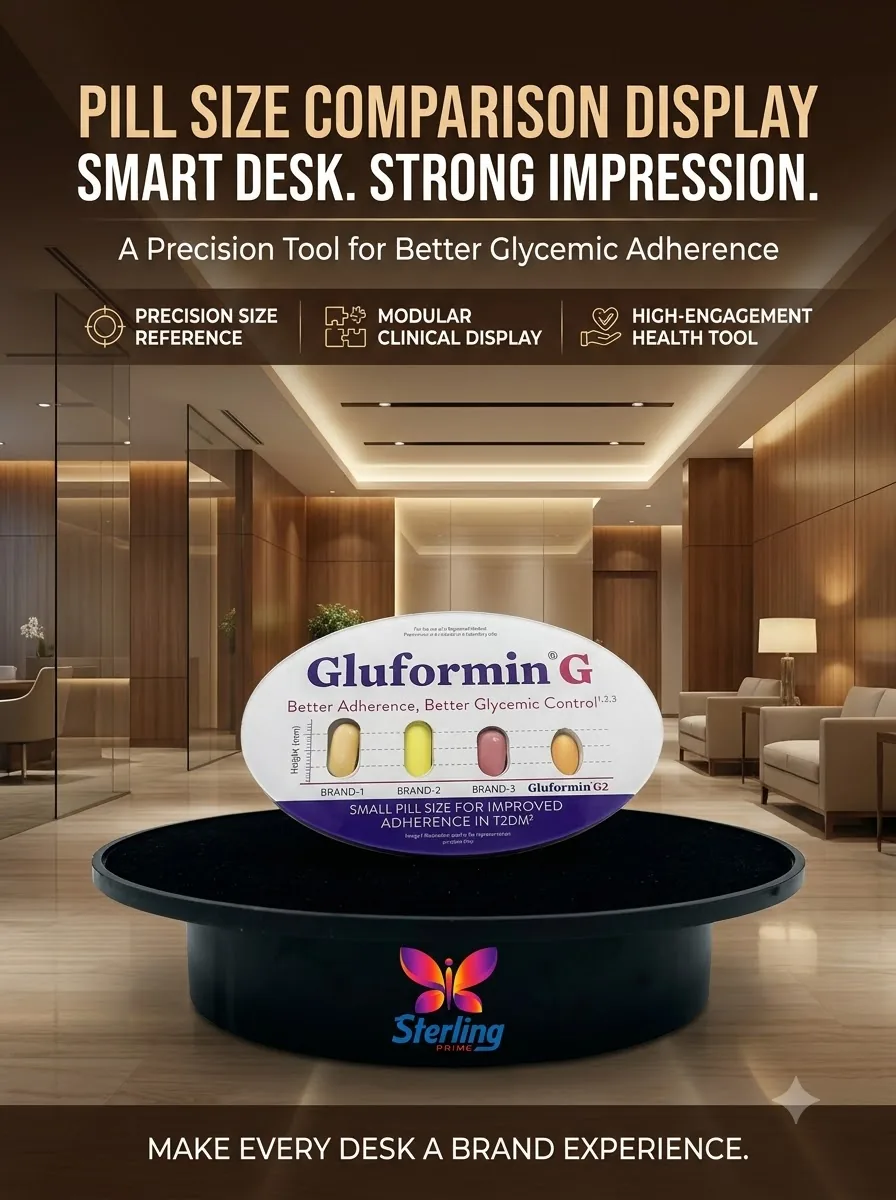 PILL SIZE COMPARISON DISPLAY
SMART DESK. STRONG IMPRESSION.
A Precision Tool for Better Glycemic Adherence
PRECISION SIZE
REFERENCE
MODULAR
CLINICAL DISPLAY
HIGH-ENGAGEMENT
HEALTH TOOL
Gluformin® G
Better Adherence, Better Glycemic Control1,2,3
Height (mm)
BRAND-1
BRAND-2
BRAND-3
Gluformin® G2
SMALL PILL SIZE FOR IMPROVED
ADHERENCE IN T2DM²
Sterling
PRIME
MAKE EVERY DESK A BRAND EXPERIENCE.